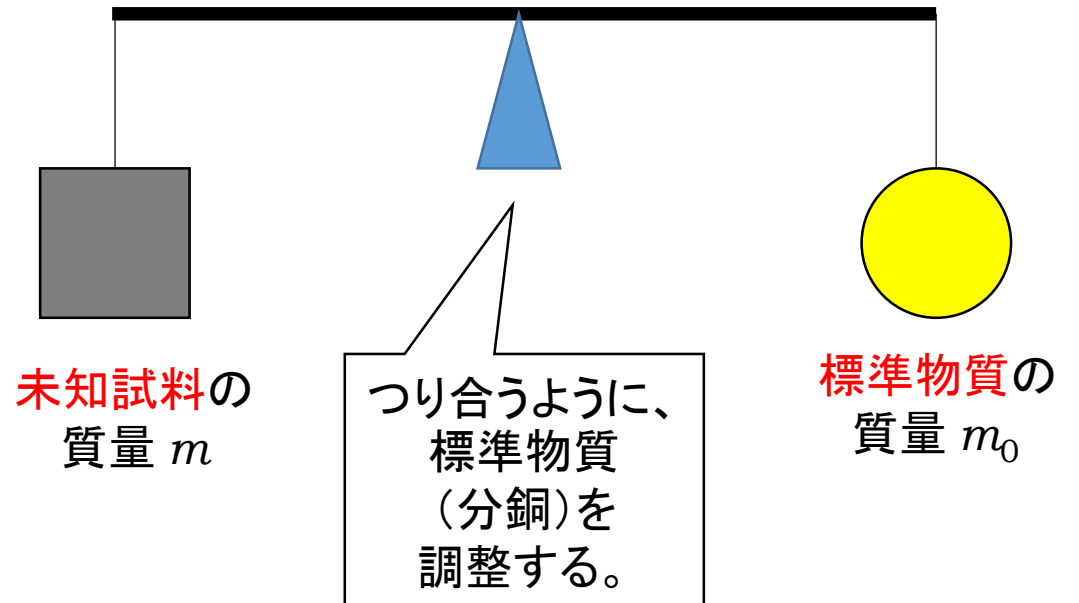 未知試料の
質量 m
つり合うように、
標準物質
（分銅）を
調整する。
標準物質の
質量 m₀